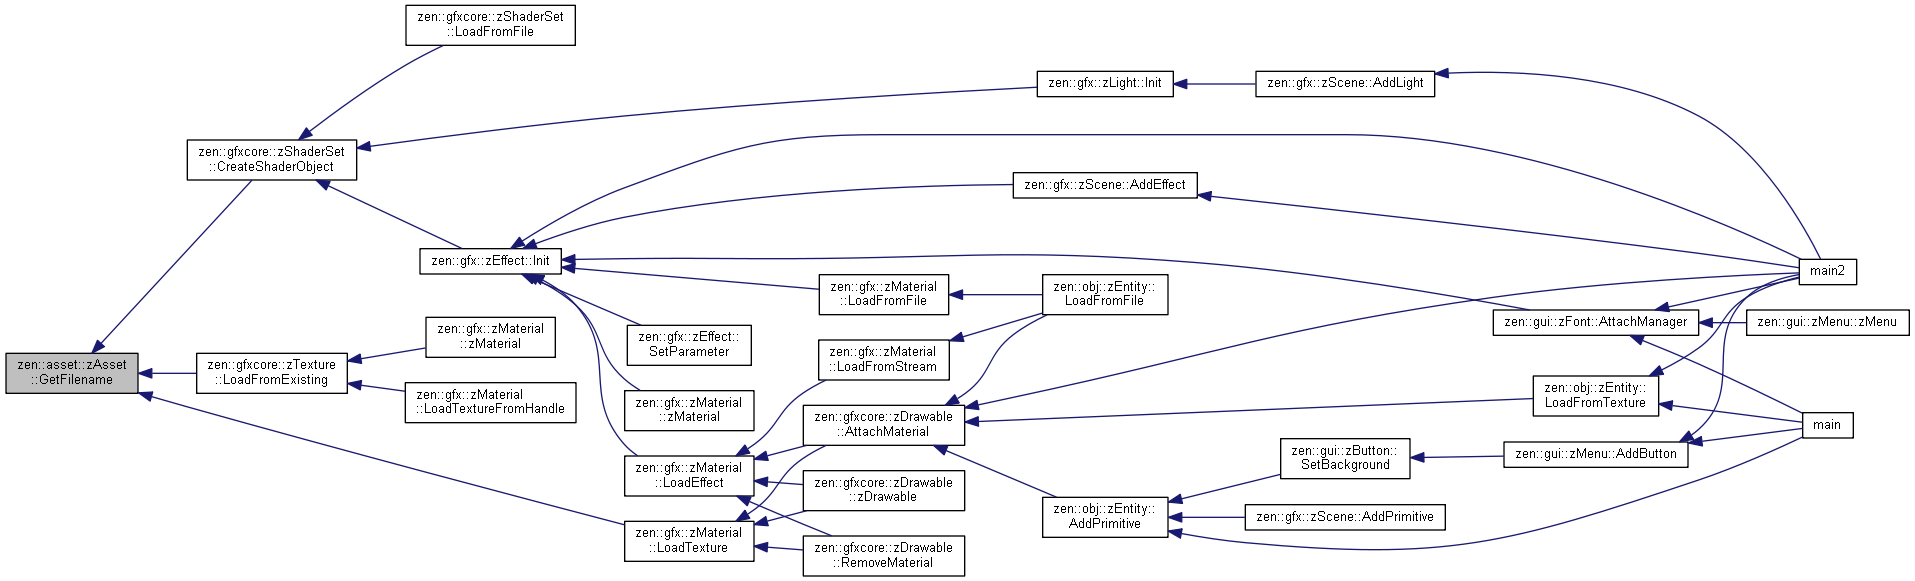 zen::gfxcore::zShaderSet
::LoadFromFile
zen::gfx::zLight::Init
zen::gfx::zScene::AddLight
zen::gfxcore::zShaderSet
::CreateShaderObject
zen::gfx::zScene::AddEffect
zen::gfx::zEffect::Init
main2
zen::gfx::zMaterial
::LoadFromFile
zen::obj::zEntity::
LoadFromFile
zen::gui::zFont::AttachManager
zen::gui::zMenu::zMenu
zen::gfx::zMaterial
::zMaterial
zen::gfx::zEffect::
SetParameter
zen::gfx::zMaterial
::LoadFromStream
zen::asset::zAsset
::GetFilename
zen::gfxcore::zTexture
::LoadFromExisting
zen::obj::zEntity::
LoadFromTexture
zen::gfx::zMaterial
::LoadTextureFromHandle
zen::gfx::zMaterial
::zMaterial
zen::gfxcore::zDrawable
::AttachMaterial
main
zen::gui::zButton::
SetBackground
zen::gui::zMenu::AddButton
zen::gfx::zMaterial
::LoadEffect
zen::gfxcore::zDrawable
::zDrawable
zen::obj::zEntity::
AddPrimitive
zen::gfx::zScene::AddPrimitive
zen::gfx::zMaterial
::LoadTexture
zen::gfxcore::zDrawable
::RemoveMaterial